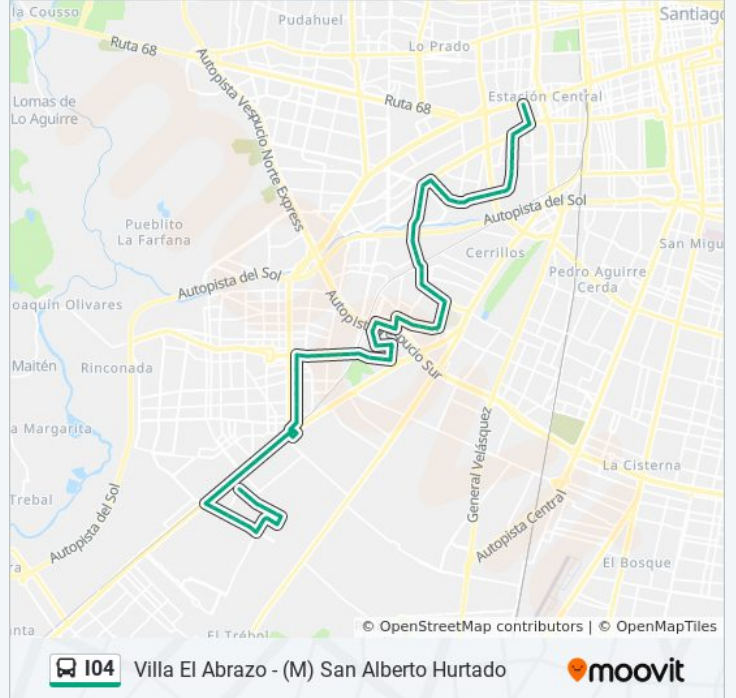 la Cousso
Pudahuel
Santiago
Ruta 68
Lo Prado
Autopista Vespucio Norte Express
Lomas de
Lo Aguirre
Ruta 68
Estación Central
Pueblito
La Farfana
Autopista del Sol
San Migu
Cerrillos
Autopista del Sol
Pedro Aguirre
Cerda
oaquín Olivares
Maitén
Rinconada
Sur
a Margarita
General Velásquez
La Cisterna
Trebal
Autopista del Sol
Autopista Central
El Bosque
ra
nta
El Trébol
© OpenStreetMap contributors | © OpenMapTiles
I04 Villa El Abrazo - (M) San Alberto Hurtado
moovit